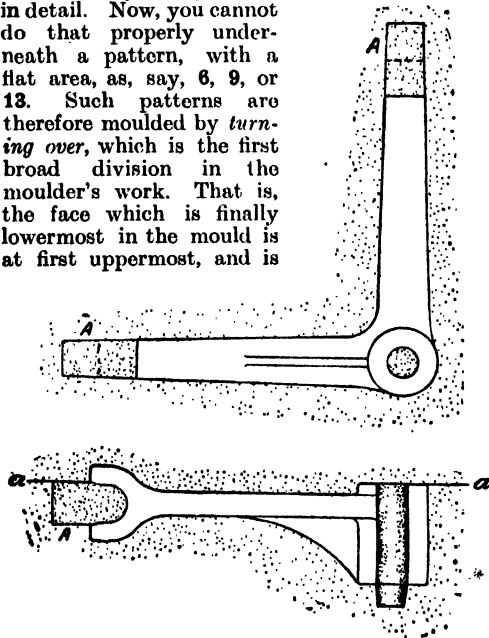 in detail. Now, you cannot
do that properly under-
neath a pattern, with a
flat area, as, say, 6, 9, or
13. Such patterns are
therefore moulded by turn-
ing over, which is the first
broad division in the
moulder's work. That is,
the face which is finally
lowermost in the mould is
at first uppermost, and is
A
A
a a
A